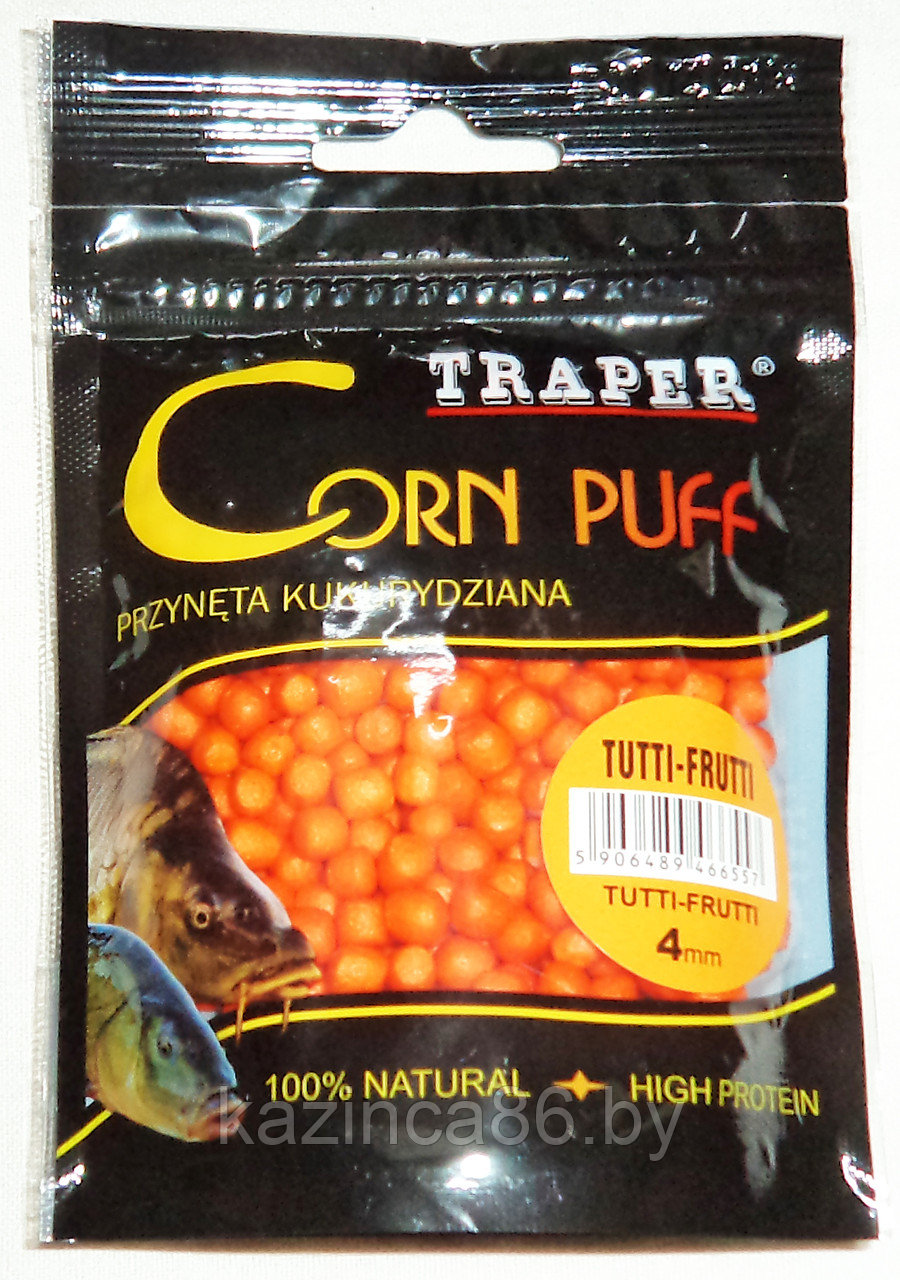 TRAPER®
CORN PUFF
PRZYNĘTA KUKURYDZIANA
TUTTI-FRUTTI
5 906489 466557
TUTTI-FRUTTI
4mm
100% NATURAL HIGH PROTEIN
kazinca86.by